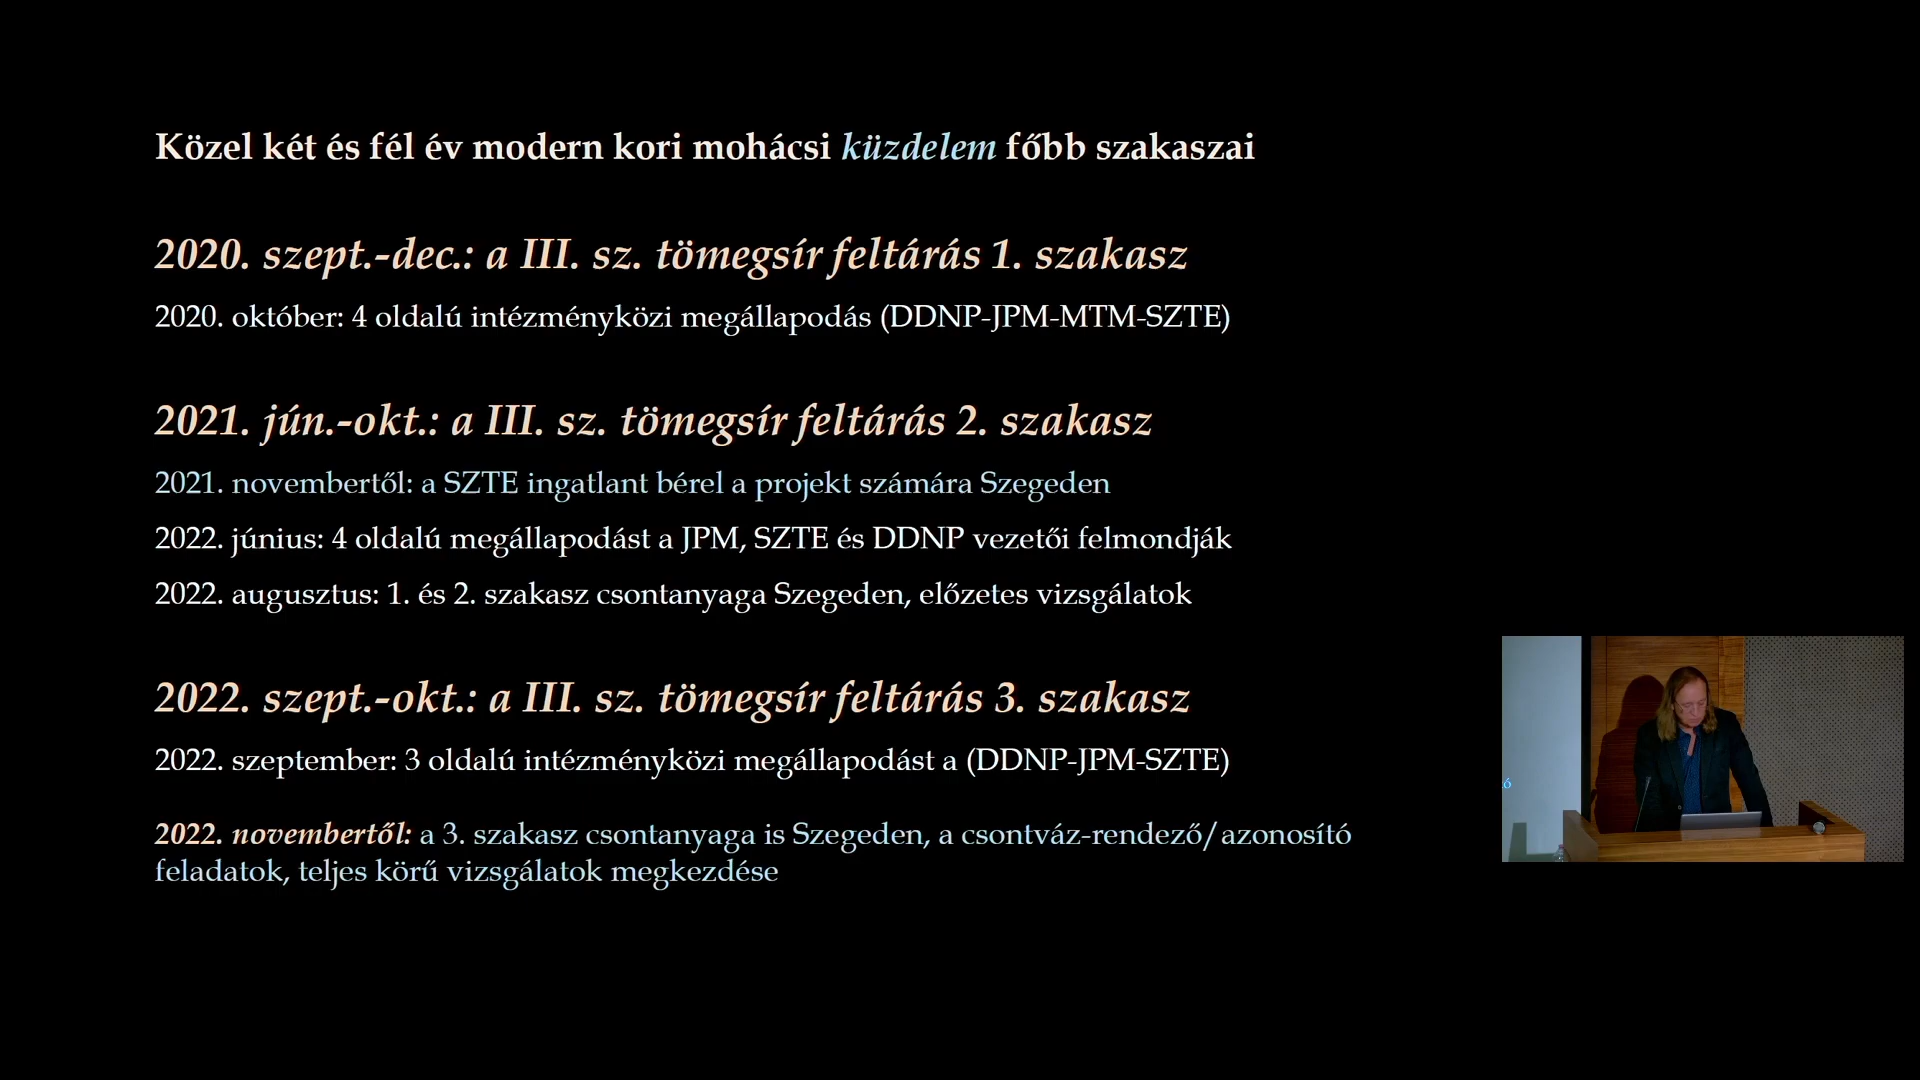 Közel két és fél év modern kori mohácsi küzdelem főbb szakaszai
2020. szept.-dec.: a III. sz. tömegsír feltárás 1. szakasz
2020. október: 4 oldalú intézményközi megállapodás (DDNP-JPM-MTM-SZTE)
2021. jún.-okt.: a III. sz. tömegsír feltárás 2. szakasz
2021. novembertől: a SZTE ingatlant bérel a projekt számára Szegeden
2022. június: 4 oldalú megállapodást a JPM, SZTE és DDNP vezetői felmondják
2022. augusztus: 1. és 2. szakasz csontanyaga Szegeden, előzetes vizsgálatok
2022. szept.-okt.: a III. sz. tömegsír feltárás 3. szakasz
2022. szeptember: 3 oldalú intézményközi megállapodást a (DDNP-JPM-SZTE)
2022. novembertől: a 3. szakasz csontanyaga is Szegeden, a csontváz-rendező/azonosító
feladatok, teljes körű vizsgálatok megkezdése
ó